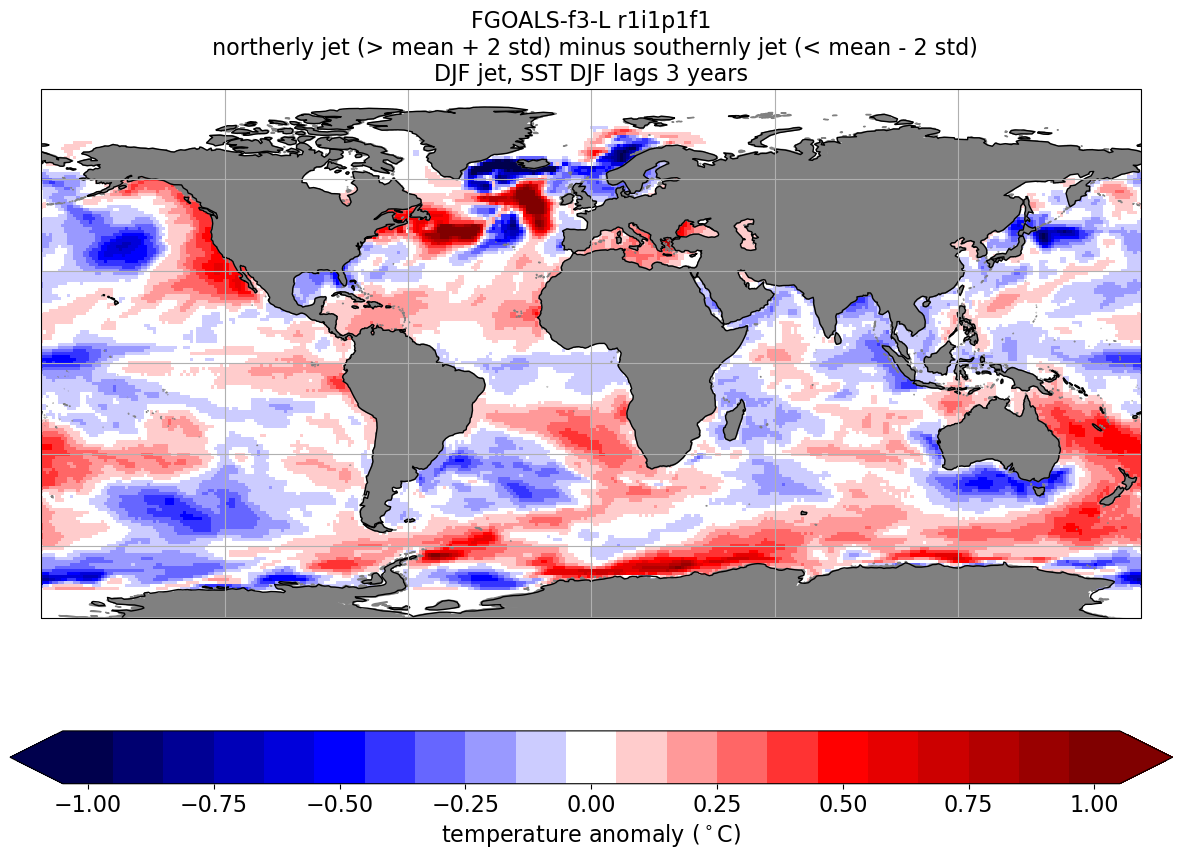 FGOALS-f3-L r1i1p1f1
northerly jet (> mean + 2 std) minus southernly jet (< mean - 2 std)
DJF jet, SST DJF lags 3 years
−1.00 −0.75 −0.50 −0.25 0.00 0.25 0.50 0.75 1.00
temperature anomaly (°C)